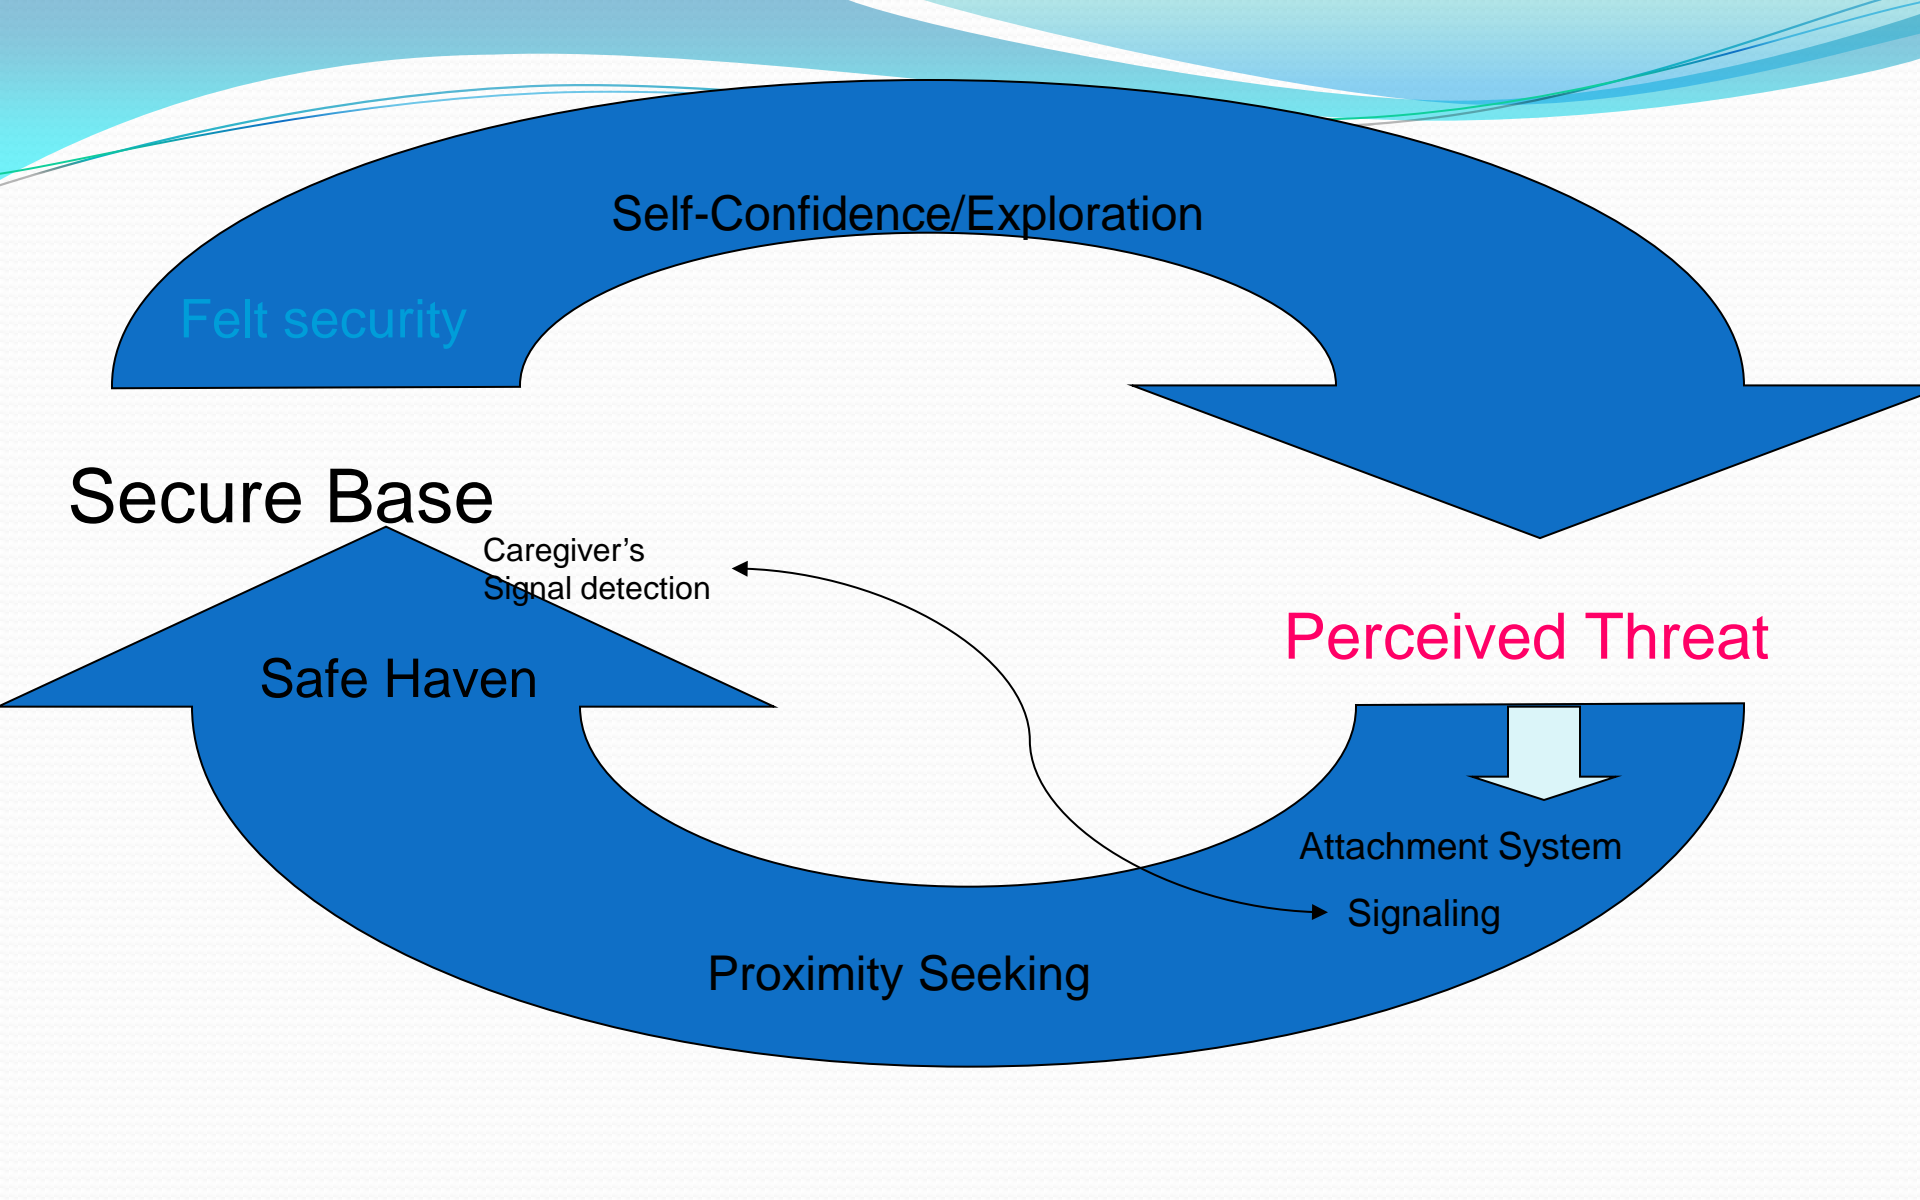 Self-Confidence/Exploration
Felt security
Secure Base
Caregiver’s
Signal detection
Perceived Threat
Safe Haven
Attachment System
Signaling
Proximity Seeking